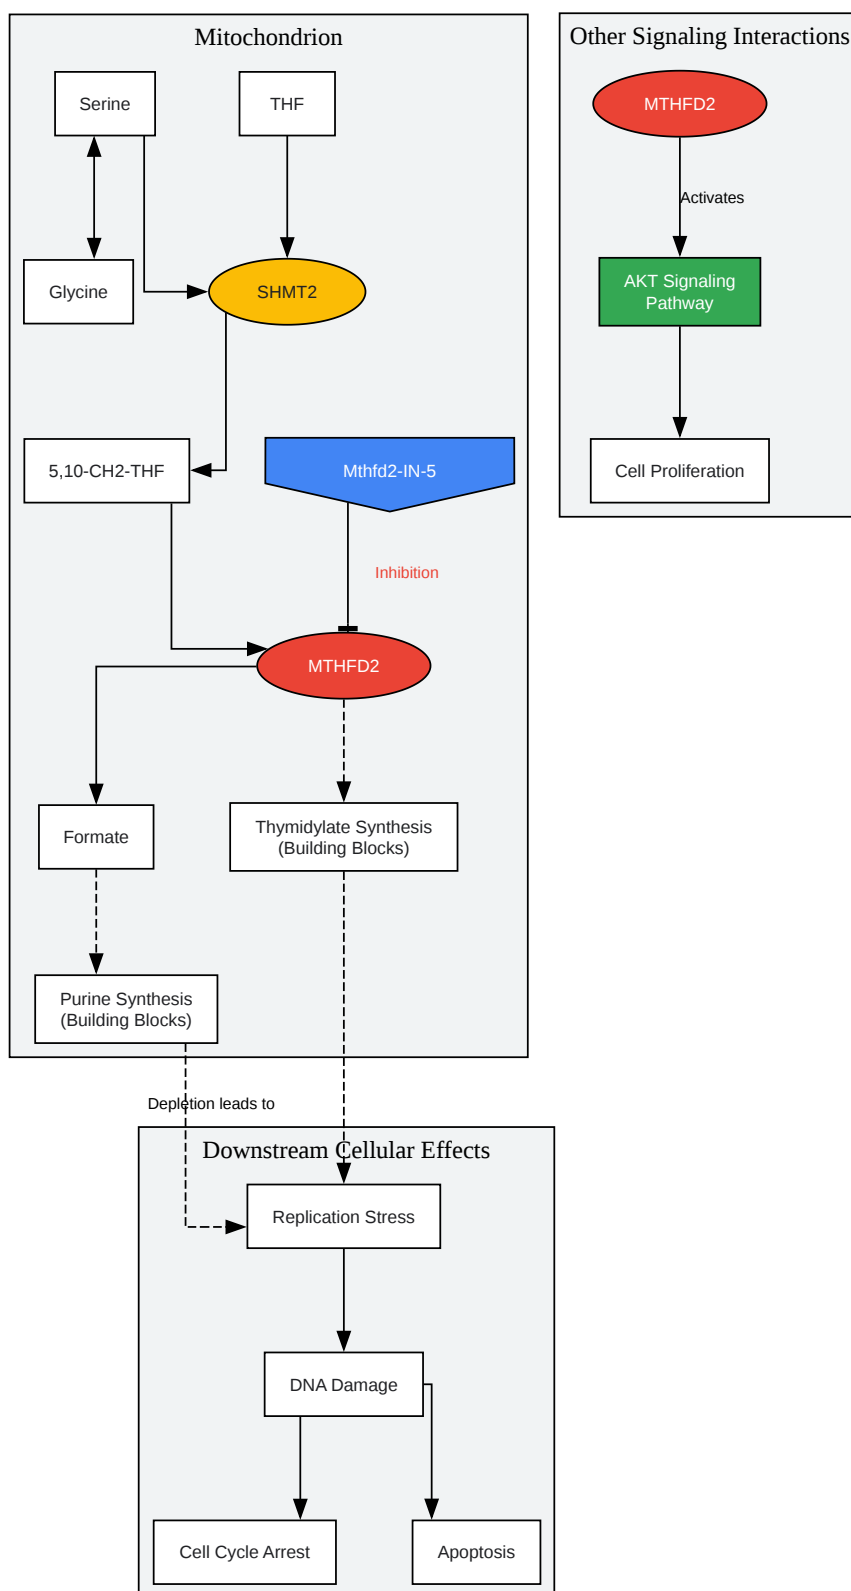 Mitochondrion
Serine
THF
Glycine
SHMT2
5,10-CH2-THF
Mthfd2-IN-5
Inhibition
MTHFD2
Formate
Thymidylate Synthesis
(Building Blocks)
Purine Synthesis
(Building Blocks)
Depletion leads to
Downstream Cellular Effects
Replication Stress
DNA Damage
Cell Cycle Arrest
Apoptosis
Other Signaling Interactions
MTHFD2
Activates
AKT Signaling
Pathway
Cell Proliferation